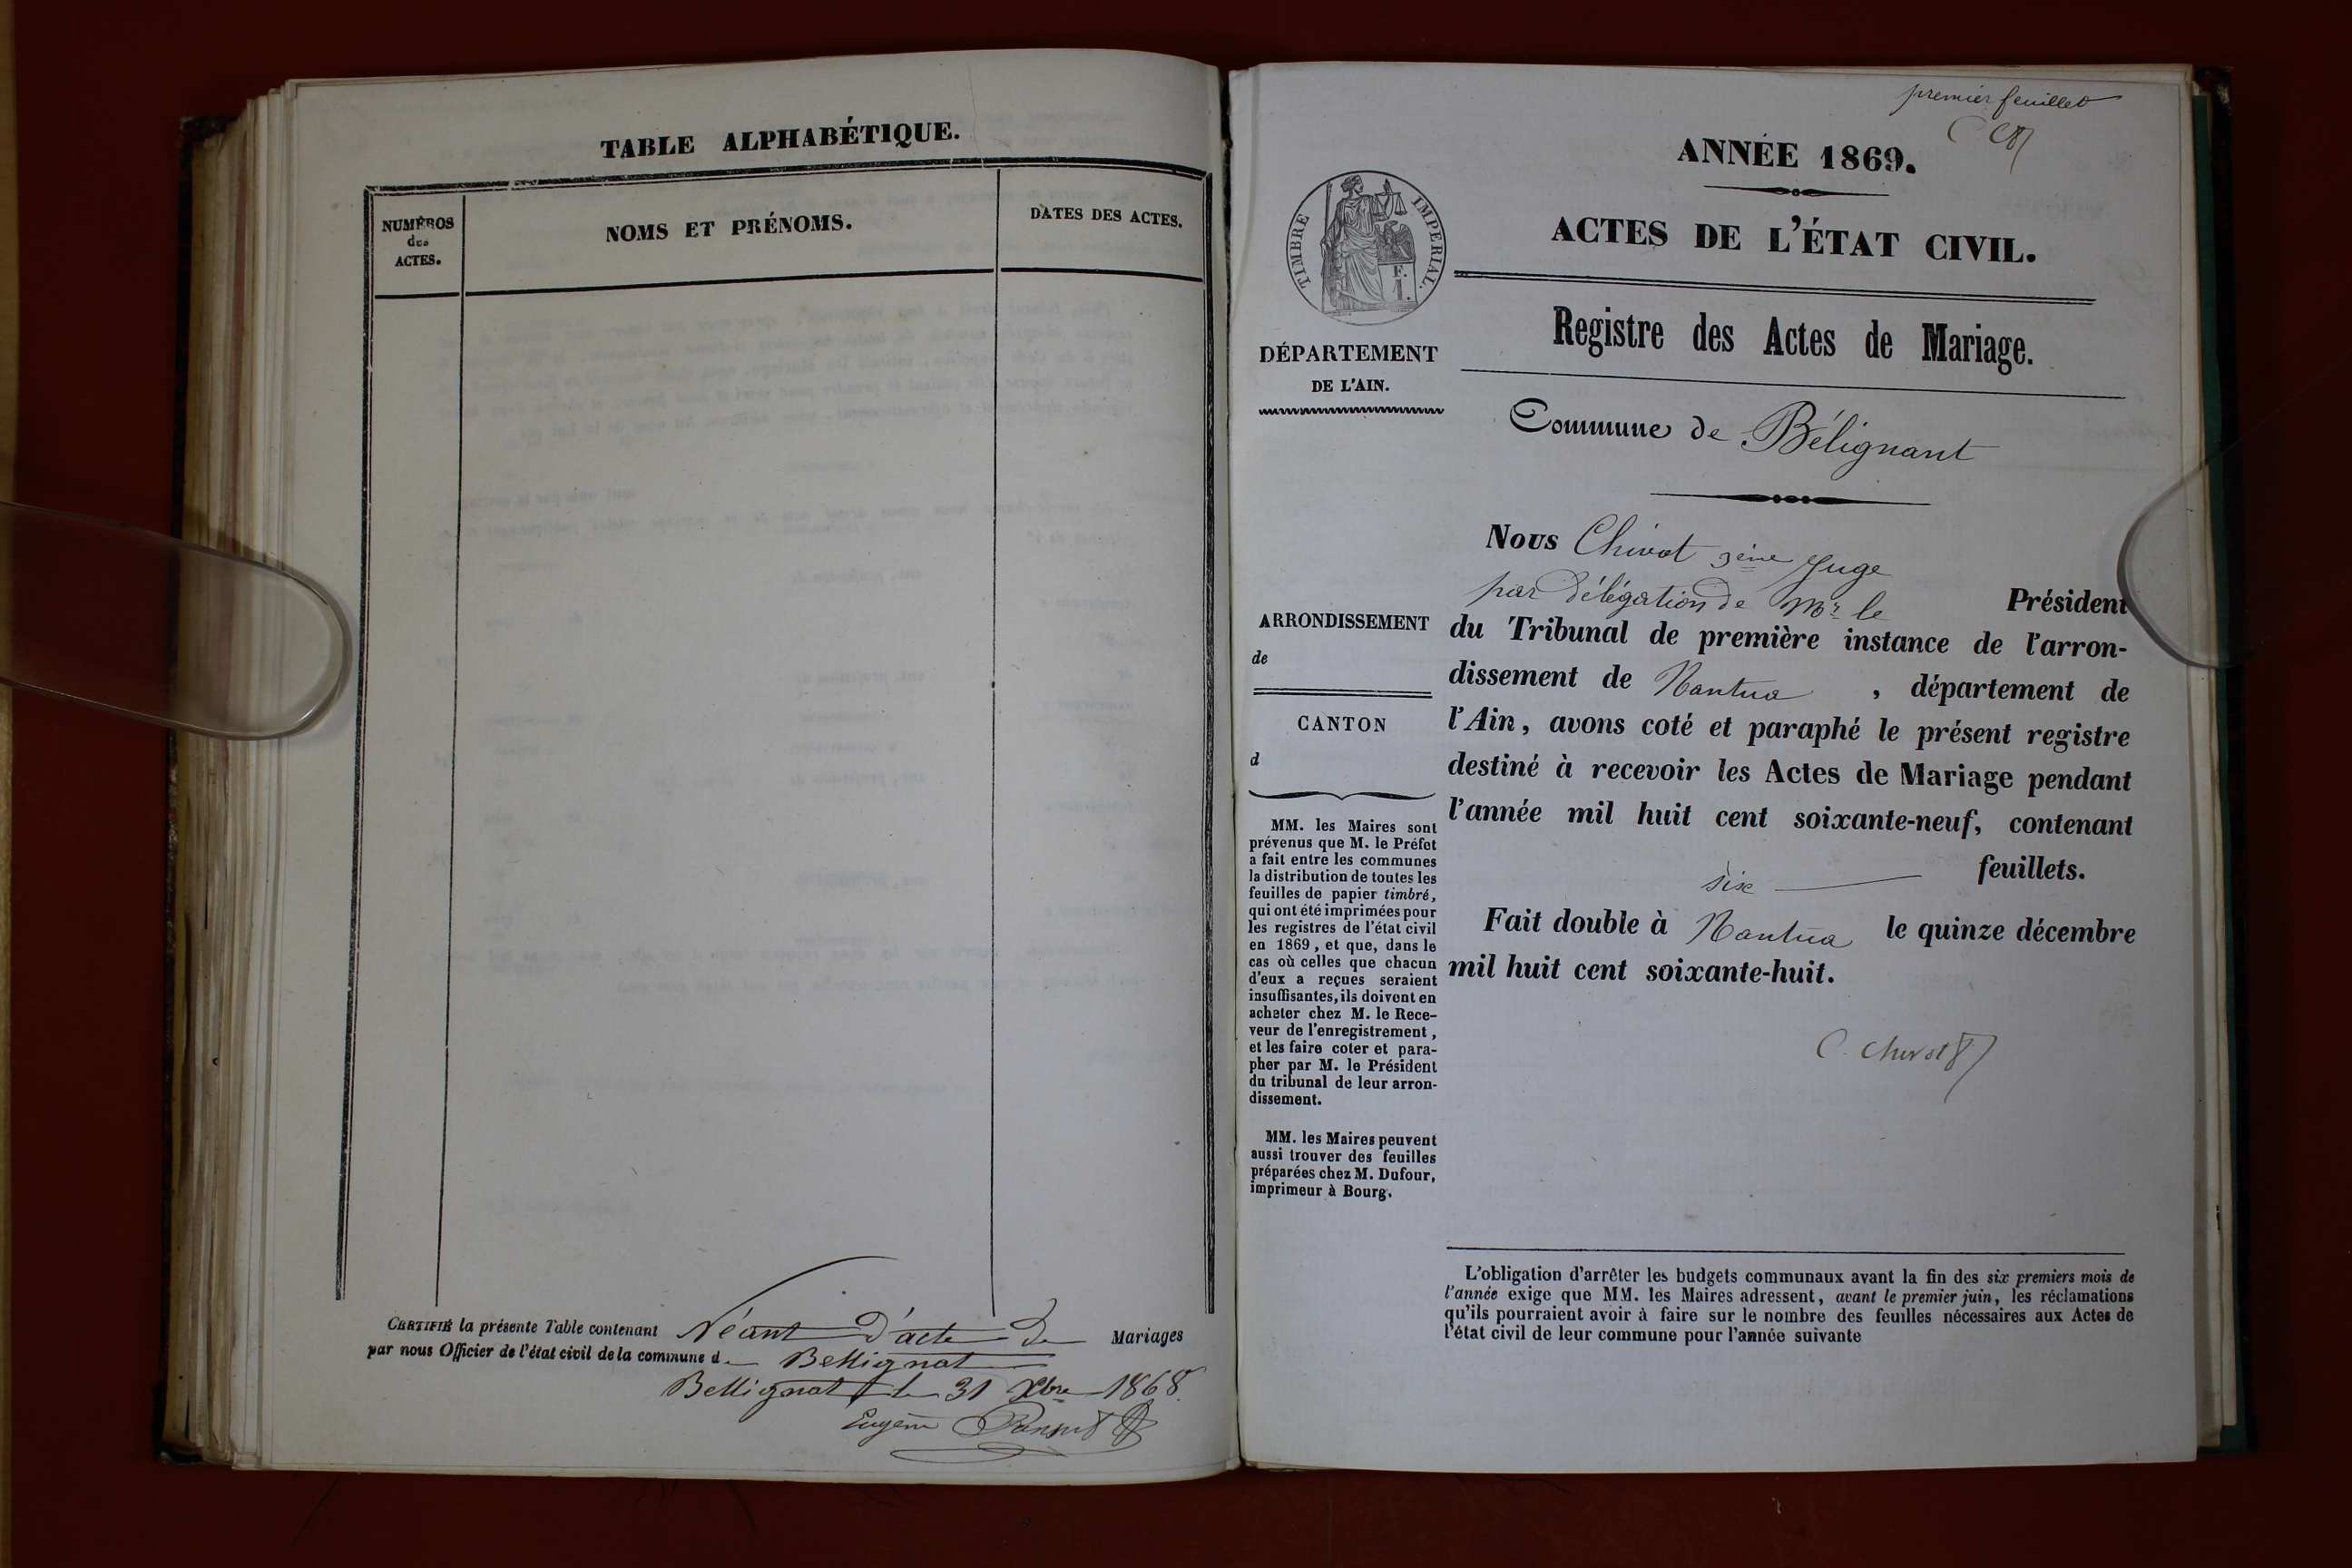 TABLE ALPHABÉTIQUE.
NUMÉROS
des
ACTES.
NOMS ET PRÉNOMS.
DATES DES ACTES.
CERTIFIÉ la présente Table contenant Néant d'acte de Mariages
par nous Officier de l'état civil de la commune de Bellignat
Bellignat le 31 Xbre 1868
Eugène
premier feuillet
ANNÉE 1869.
ACTES DE L'ÉTAT CIVIL.
TIMBRE IMPERIAL.
F.
1.
Registre des Actes de Mariage.
DÉPARTEMENT
DE L'AIN.
Commune de Bélignant
Nous Chivot 3ème Juge
par délégation de Mr. le Président
du Tribunal de première instance de l'arron-
dissement de Nantua, département de
l'Ain, avons coté et paraphé le présent registre
destiné à recevoir les Actes de Mariage pendant
l'année mil huit cent soixante-neuf, contenant
six feuillets.
Fait double à Nantua le quinze décembre
mil huit cent soixante-huit.
C. Chivot
ARRONDISSEMENT
de
CANTON
d
MM. les Maires sont
prévenus que M. le Préfet
a fait entre les communes
la distribution de toutes les
feuilles de papier timbré,
qui ont été imprimées pour
les registres de l'état civil
en 1869, et que, dans le
cas où celles que chacun
d'eux a reçues seraient
insuffisantes, ils doivent en
acheter chez M. le Rece-
veur de l'enregistrement,
et les faire coter et para-
pher par M. le Président
du tribunal de leur arron-
dissement.
MM. les Maires peuvent
aussi trouver des feuilles
préparées chez M. Dufour,
imprimeur à Bourg.
L'obligation d'arrêter les budgets communaux avant la fin des six premiers mois de
l'année exige que MM. les Maires adressent, avant le premier juin, les réclamations
qu'ils pourraient avoir à faire sur le nombre des feuilles nécessaires aux Actes de
l'état civil de leur commune pour l'année suivante